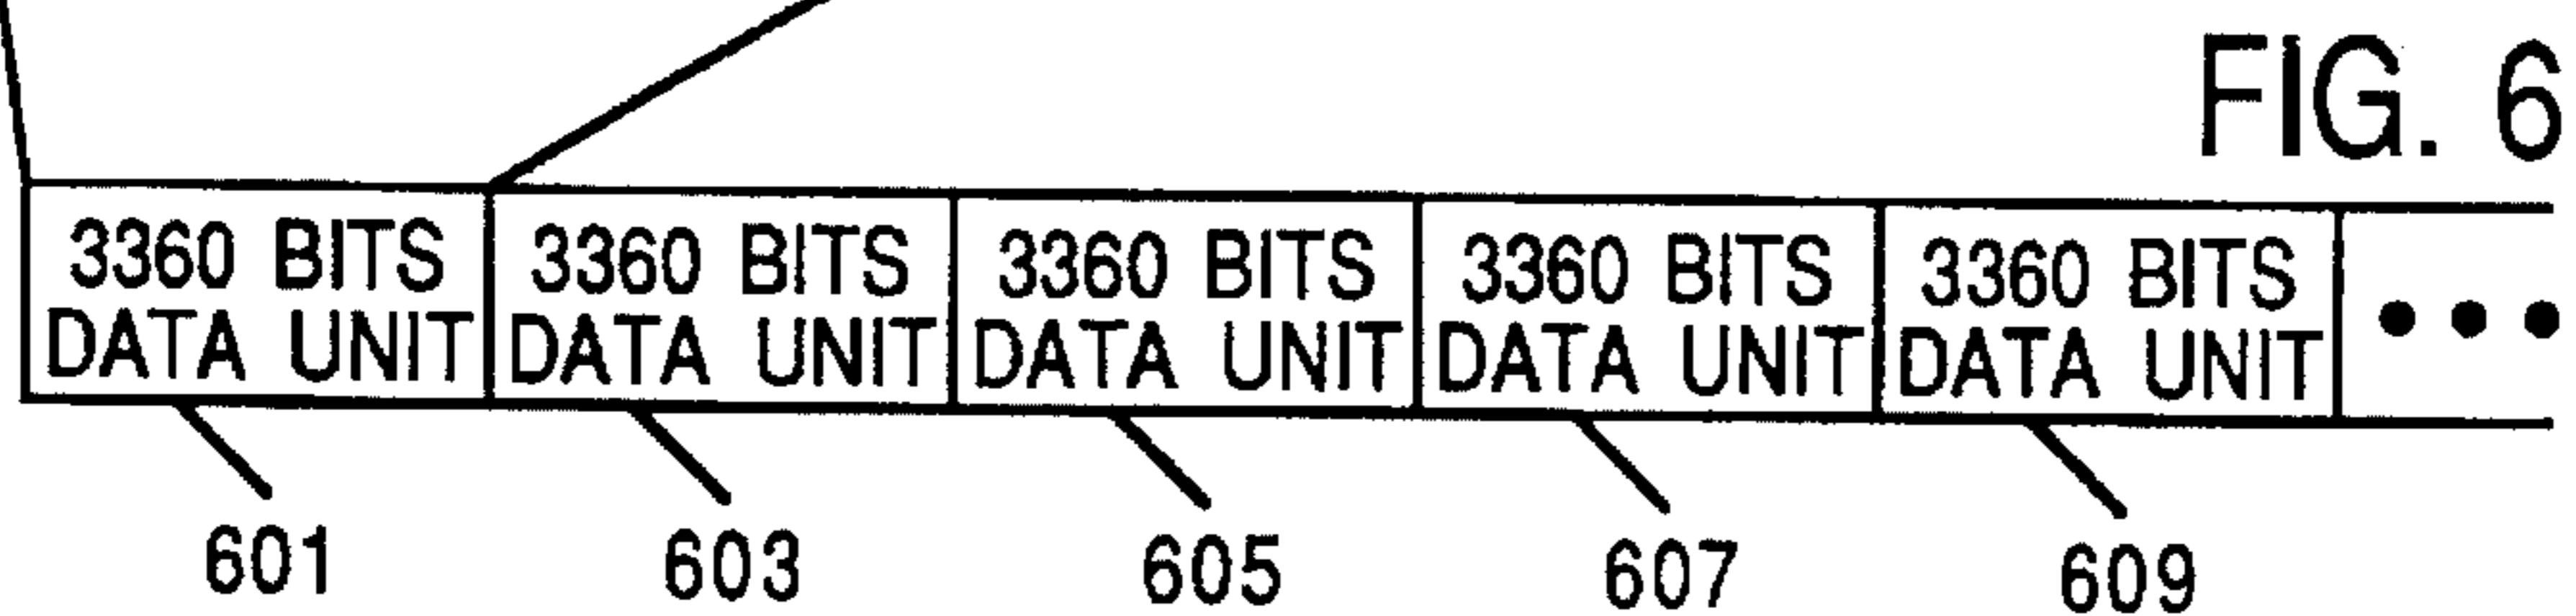 FIG. 6
3360 BITS
DATA UNIT
3360 BITS
DATA UNIT
3360 BITS
DATA UNIT
3360 BITS
DATA UNIT
3360 BITS
DATA UNIT
601
603
605
607
609